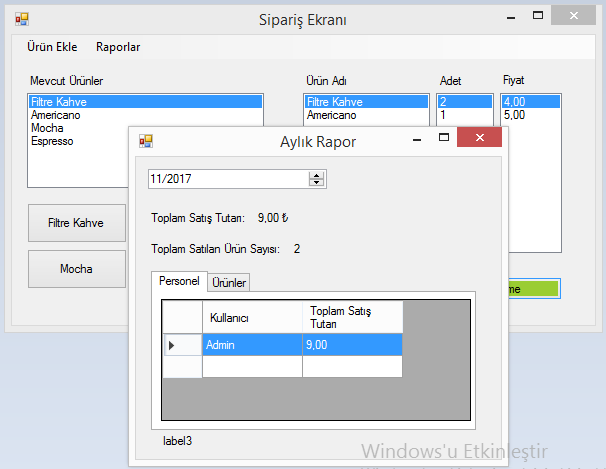 Sipariş Ekranı
Ürün Ekle Raporlar
Mevcut Ürünler
Filtre Kahve
Americano
Mocha
Espresso
Ürün Adı
Filtre Kahve
Americano
Adet
2
1
Fiyat
4,00
5,00
Filtre Kahve
Mocha
Aylık Rapor
11/2017
Toplam Satış Tutarı: 9,00 ₺
Toplam Satılan Ürün Sayısı: 2
Personel Ürünler
Kullanıcı
Toplam Satış
Tutarı
Admin 9,00
label3
Windows'u Etkinleştir